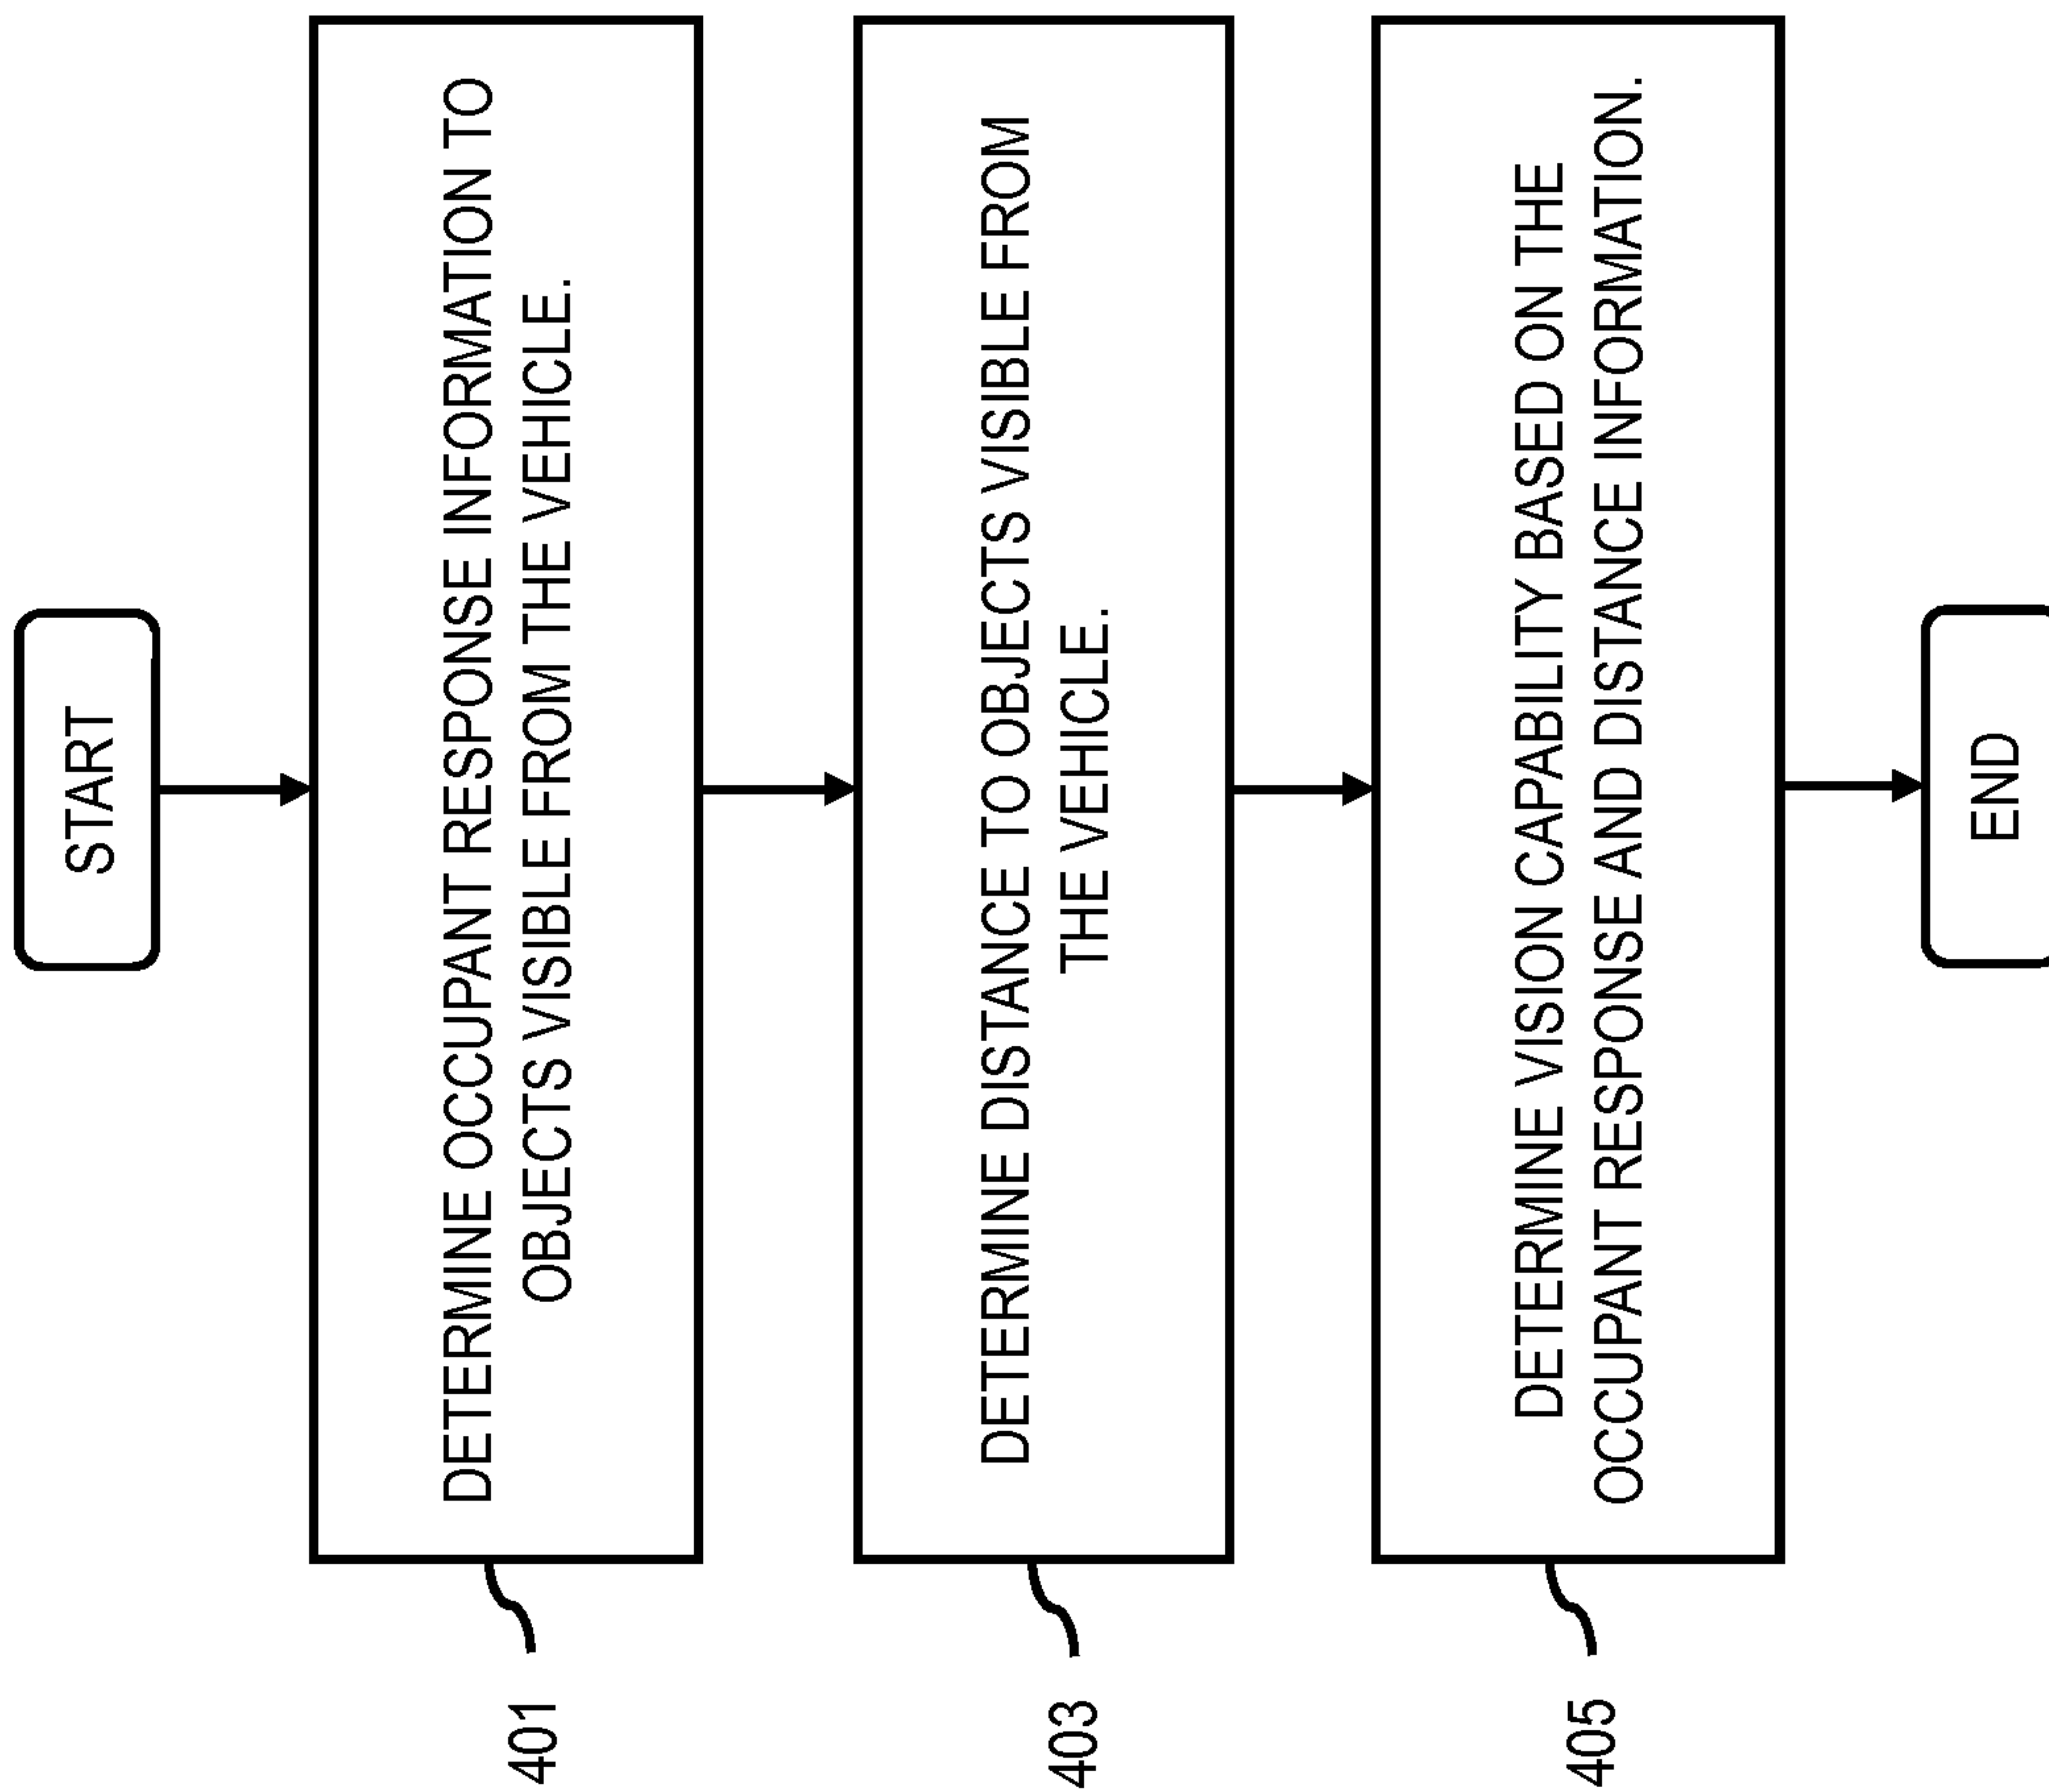 START
401
DETERMINE OCCUPANT RESPONSE INFORMATION TO
OBJECTS VISIBLE FROM THE VEHICLE.
403
DETERMINE DISTANCE TO OBJECTS VISIBLE FROM
THE VEHICLE.
405
DETERMINE VISION CAPABILITY BASED ON THE
OCCUPANT RESPONSE AND DISTANCE INFORMATION.
END